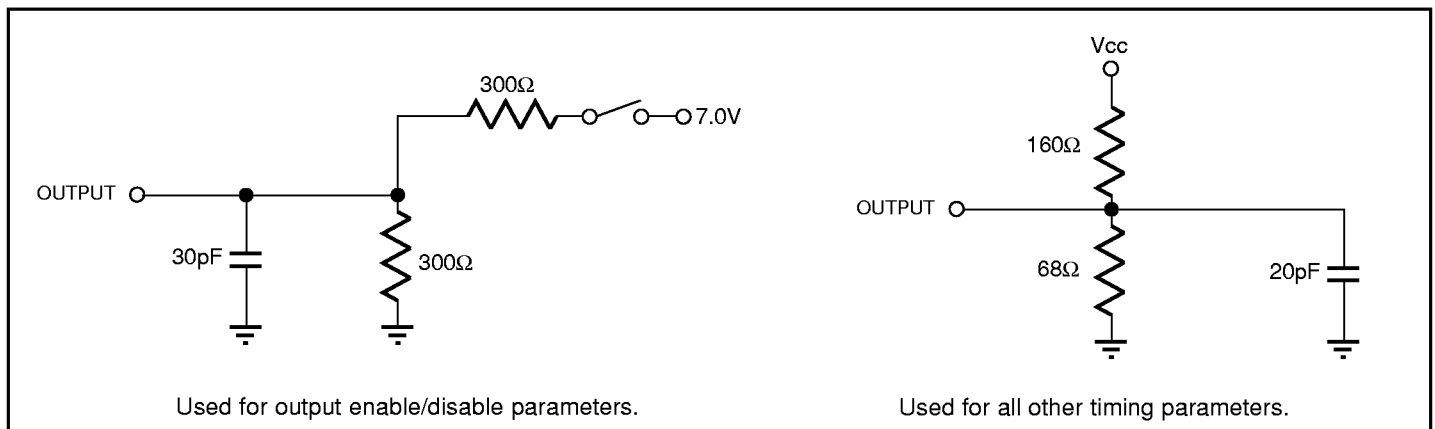 300Ω
7.0V
OUTPUT
30pF
300Ω
Used for output enable/disable parameters.
Vcc
160Ω
OUTPUT
68Ω
20pF
Used for all other timing parameters.